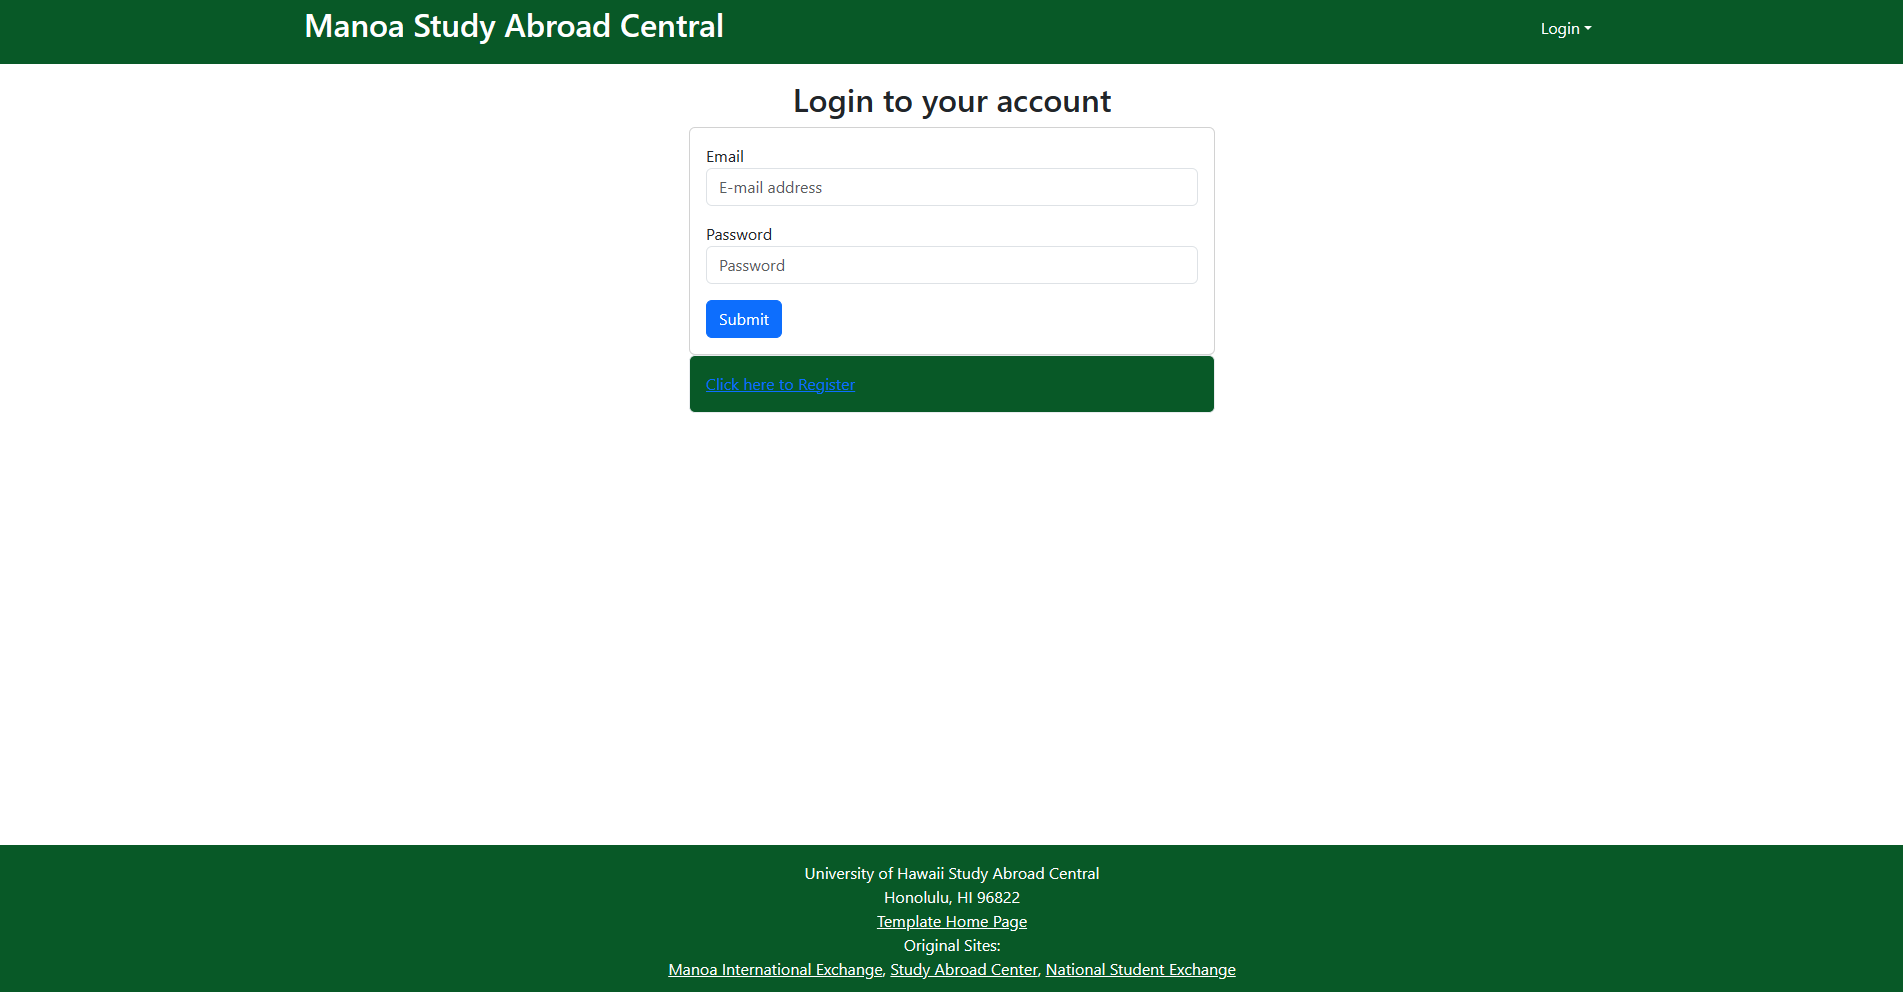 Manoa Study Abroad Central
Login
Login to your account
Email
E-mail address
Password
Password
Submit
Click here to Register
University of Hawaii Study Abroad Central
Honolulu, HI 96822
Template Home Page
Original Sites:
Manoa International Exchange, Study Abroad Center, National Student Exchange